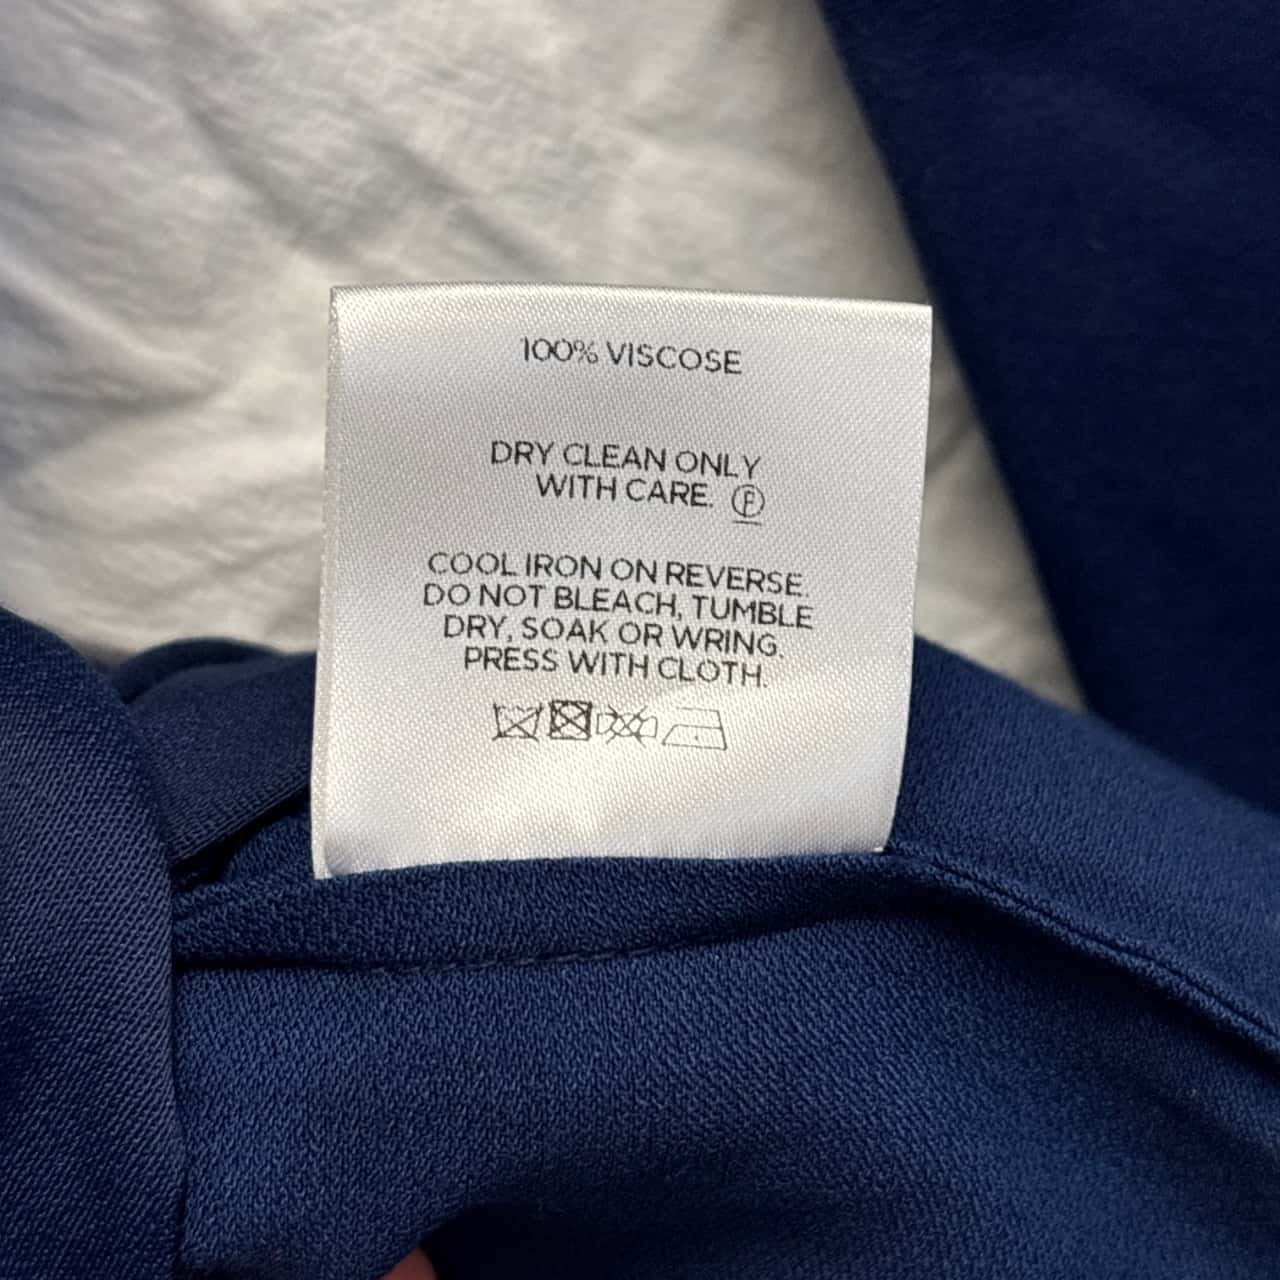 100% VISCOSE
DRY CLEAN ONLY
WITH CARE. P
COOL IRON ON REVERSE.
DO NOT BLEACH, TUMBLE
DRY, SOAK OR WRING.
PRESS WITH CLOTH.